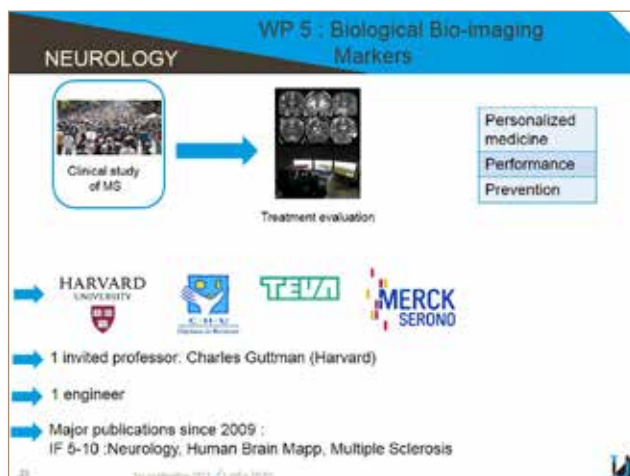 WP 5 : Biological Bio-imaging
Markers
NEUROLOGY
Clinical study
of MS
Treatment evaluation
Personalized
medicine
Performance
Prevention
HARVARD
UNIVERSITY
C·H·U
TEVA
MERCK
SERONO
1 invited professor: Charles Guttman (Harvard)
1 engineer
Major publications since 2009 :
IF 5-10 :Neurology, Human Brain Mapp, Multiple Sclerosis